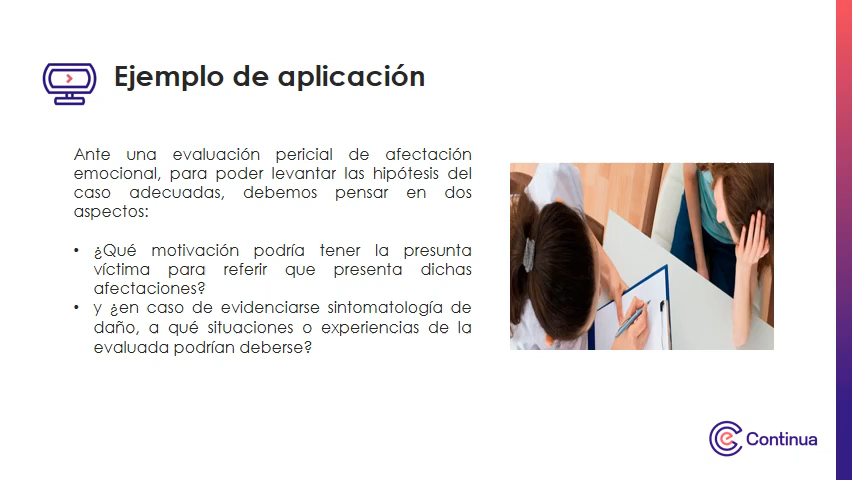 Ejemplo de aplicación
Ante una evaluación pericial de afectación
emocional, para poder levantar las hipótesis del
caso adecuadas, debemos pensar en dos
aspectos:
• ¿Qué motivación podría tener la presunta
víctima para referir que presenta dichas
afectaciones?
• y ¿en caso de evidenciarse sintomatología de
daño, a qué situaciones o experiencias de la
evaluada podrían deberse?
Continua